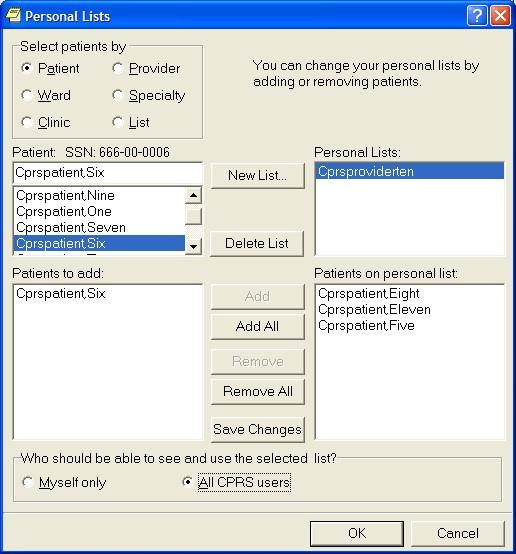 Personal Lists
Select patients by
Patient
Provider
Ward
Specialty
Clinic
List
You can change your personal lists by
adding or removing patients.
Patient: SSN: 666-00-0006
Cprspatient,Six
Cprspatient,Nine
Cprspatient,One
Cprspatient,Seven
Cprspatient,Six
New List...
Delete List
Personal Lists:
Cprsproviderten
Patients to add:
Cprspatient,Six
Add
Add All
Remove
Remove All
Save Changes
Patients on personal list:
Cprspatient,Eight
Cprspatient,Eleven
Cprspatient,Five
Who should be able to see and use the selected list?
Myself only
All CPRS users
OK
Cancel